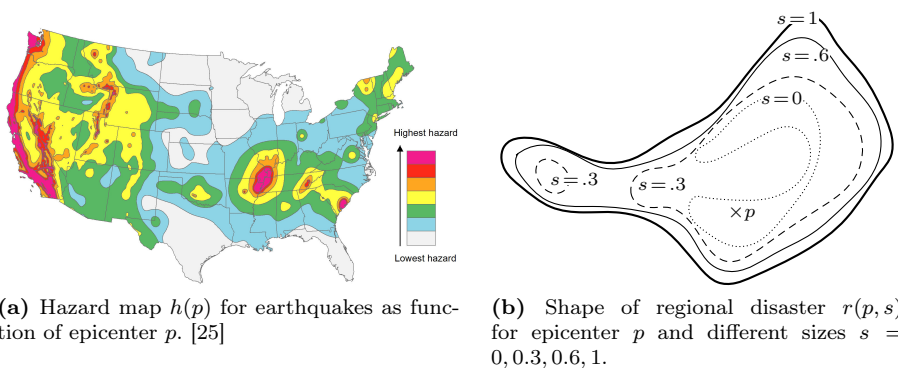 Highest hazard
Lowest hazard
(a) Hazard map h(p) for earthquakes as func-
tion of epicenter p. [25]
s = 1
s = .6
s = 0
s = .3
s = .3
×p
(b) Shape of regional disaster r(p, s)
for epicenter p and different sizes s =
0, 0.3, 0.6, 1.